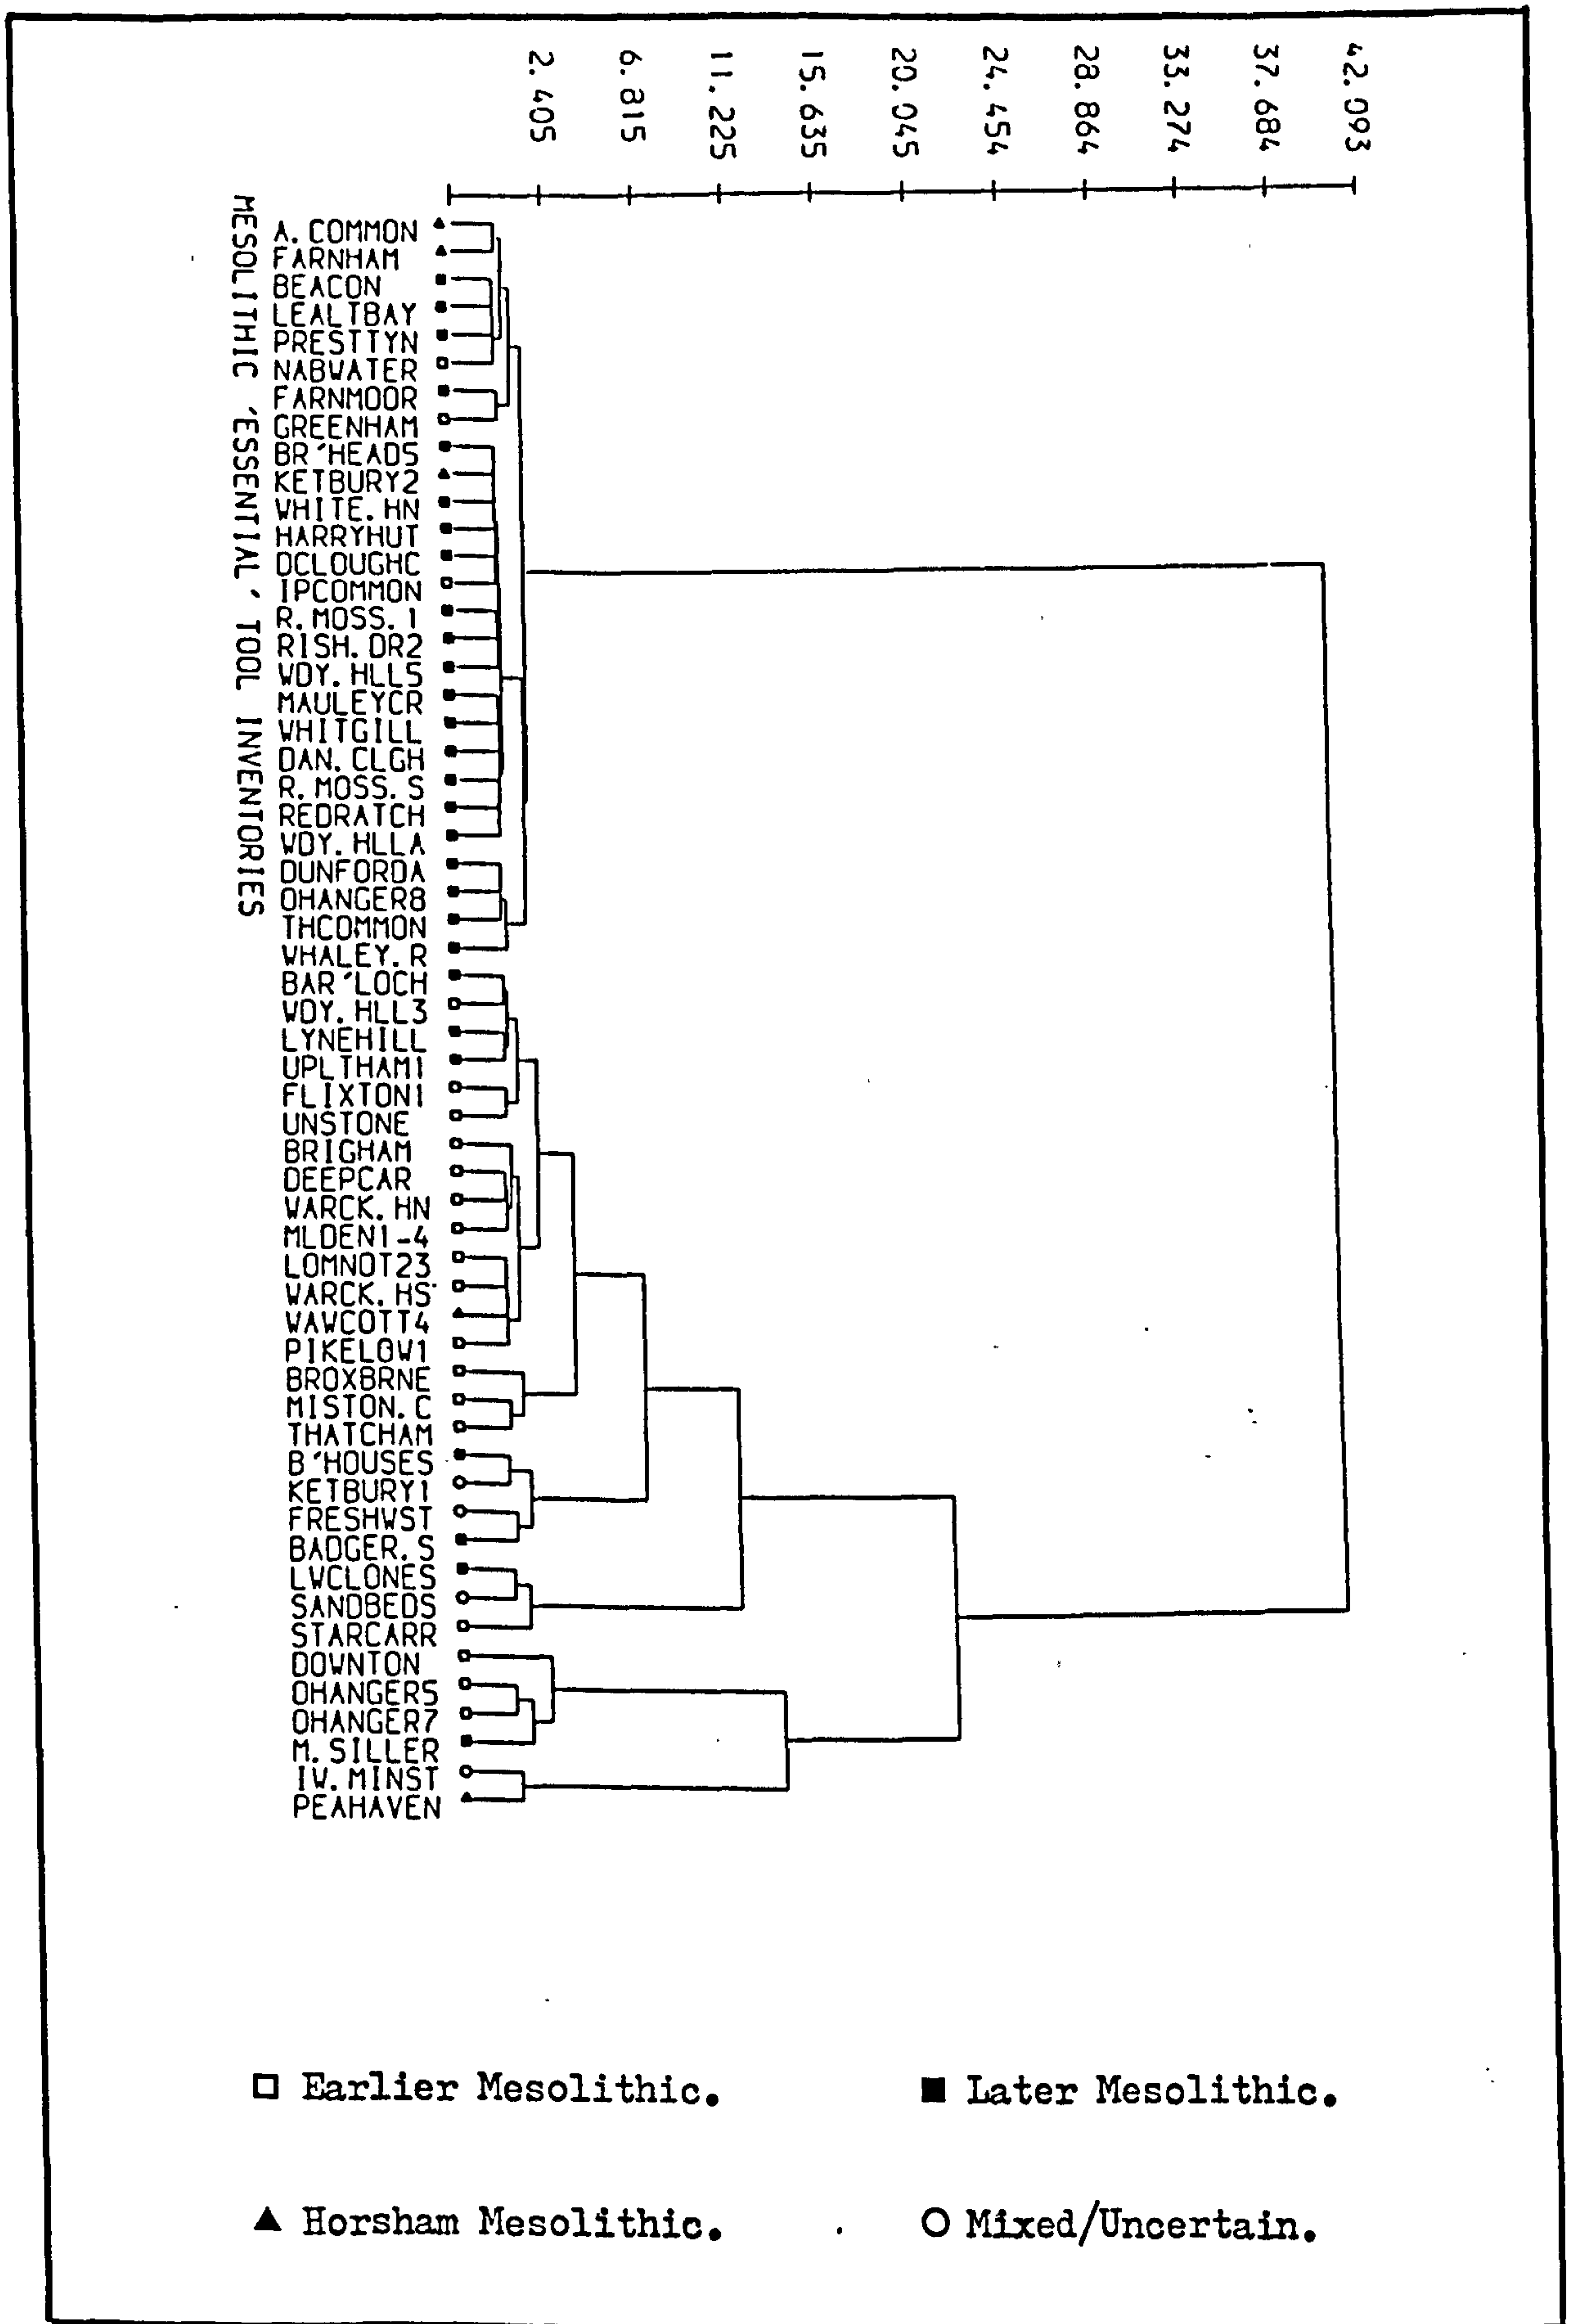 2.405
6.815
11.225
15.635
20.045
24.454
28.864
33.274
37.684
42.093
MESOLITHIC 'ESSENTIAL' TOOL INVENTORIES
A. COMMON
FARNHAM
BEACON
LEALTBAY
PRESTTYN
NABWATER
FARNMOOR
GREENHAM
BR'HEADS
KETBURY2
WHITE. HN
HARRYHUT
DCLOUGHC
IPCOMMON
R. MOSS. 1
RISH. DR2
WDY. HLLS
MAULEYCR
WHITGILL
DAN. CLGH
R. MOSS. S
REDRATCH
WDY. HLLA
DUNFORDA
OHANGER8
THCOMMON
WHALEY. R
BAR'LOCH
WDY. HLL3
LYNEHILL
UPLTHAM1
FLIXTON1
UNSTONE
BRIGHAM
DEEPCAR
WARCK. HN
MLDEN1-4
LOMNOT23
WARCK. HS
WAWCOTT4
PIKELOW1
BROXBRNE
MISTON. C
THATCHAM
B'HOUSES
KETBURY1
FRESHWST
BADGER. S
LWCLONES
SANDBEDS
STARCARR
DOWNTON
OHANGER5
OHANGER7
M. SILLER
IW. MINST
PEAHAVEN
Earlier Mesolithic.
Later Mesolithic.
Horsham Mesolithic.
Mixed/Uncertain.